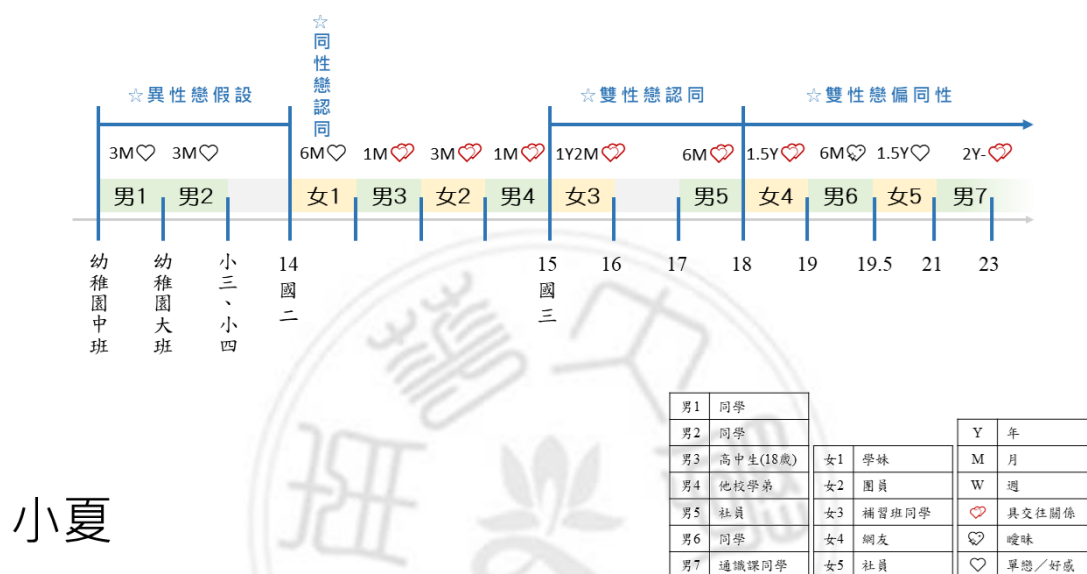 ☆同性戀認同
☆異性戀假設
☆雙性戀認同
☆雙性戀偏同性
3M♡ 3M♡ 6M♡ 1M💕 3M💕 1M💕 1Y2M💕 6M💕 1.5Y💕 6M 1.5Y♡ 2Y-💕
男1 男2 女1 男3 女2 男4 女3 男5 女4 男6 女5 男7
幼稚園中班
幼稚園大班
小三、小四
14國二
15國三
16
17
18
19
19.5
21
23
小夏
男1 同學
男2 同學
男3 高中生(18歲)
男4 他校學弟
男5 社員
男6 同學
男7 通識課同學
女1 學妹
女2 團員
女3 補習班同學
女4 網友
女5 社員
Y 年
M 月
W 週
💕 具交往關係
曖昧
♡ 單戀／好感